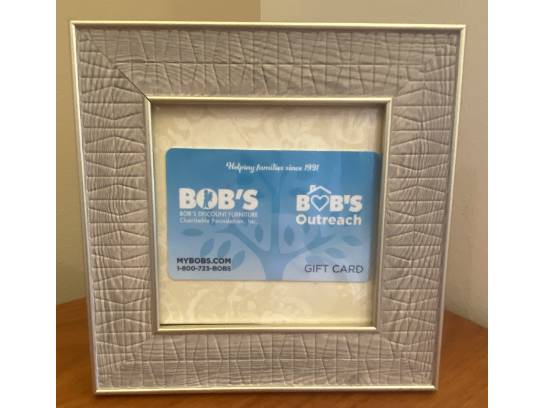 Helping families since 1991
BOB'S
BOB'S DISCOUNT FURNITURE
Charitable Foundation, Inc.
BOB'S
Outreach
MYBOBS.COM
1-800-723-BOBS
GIFT CARD